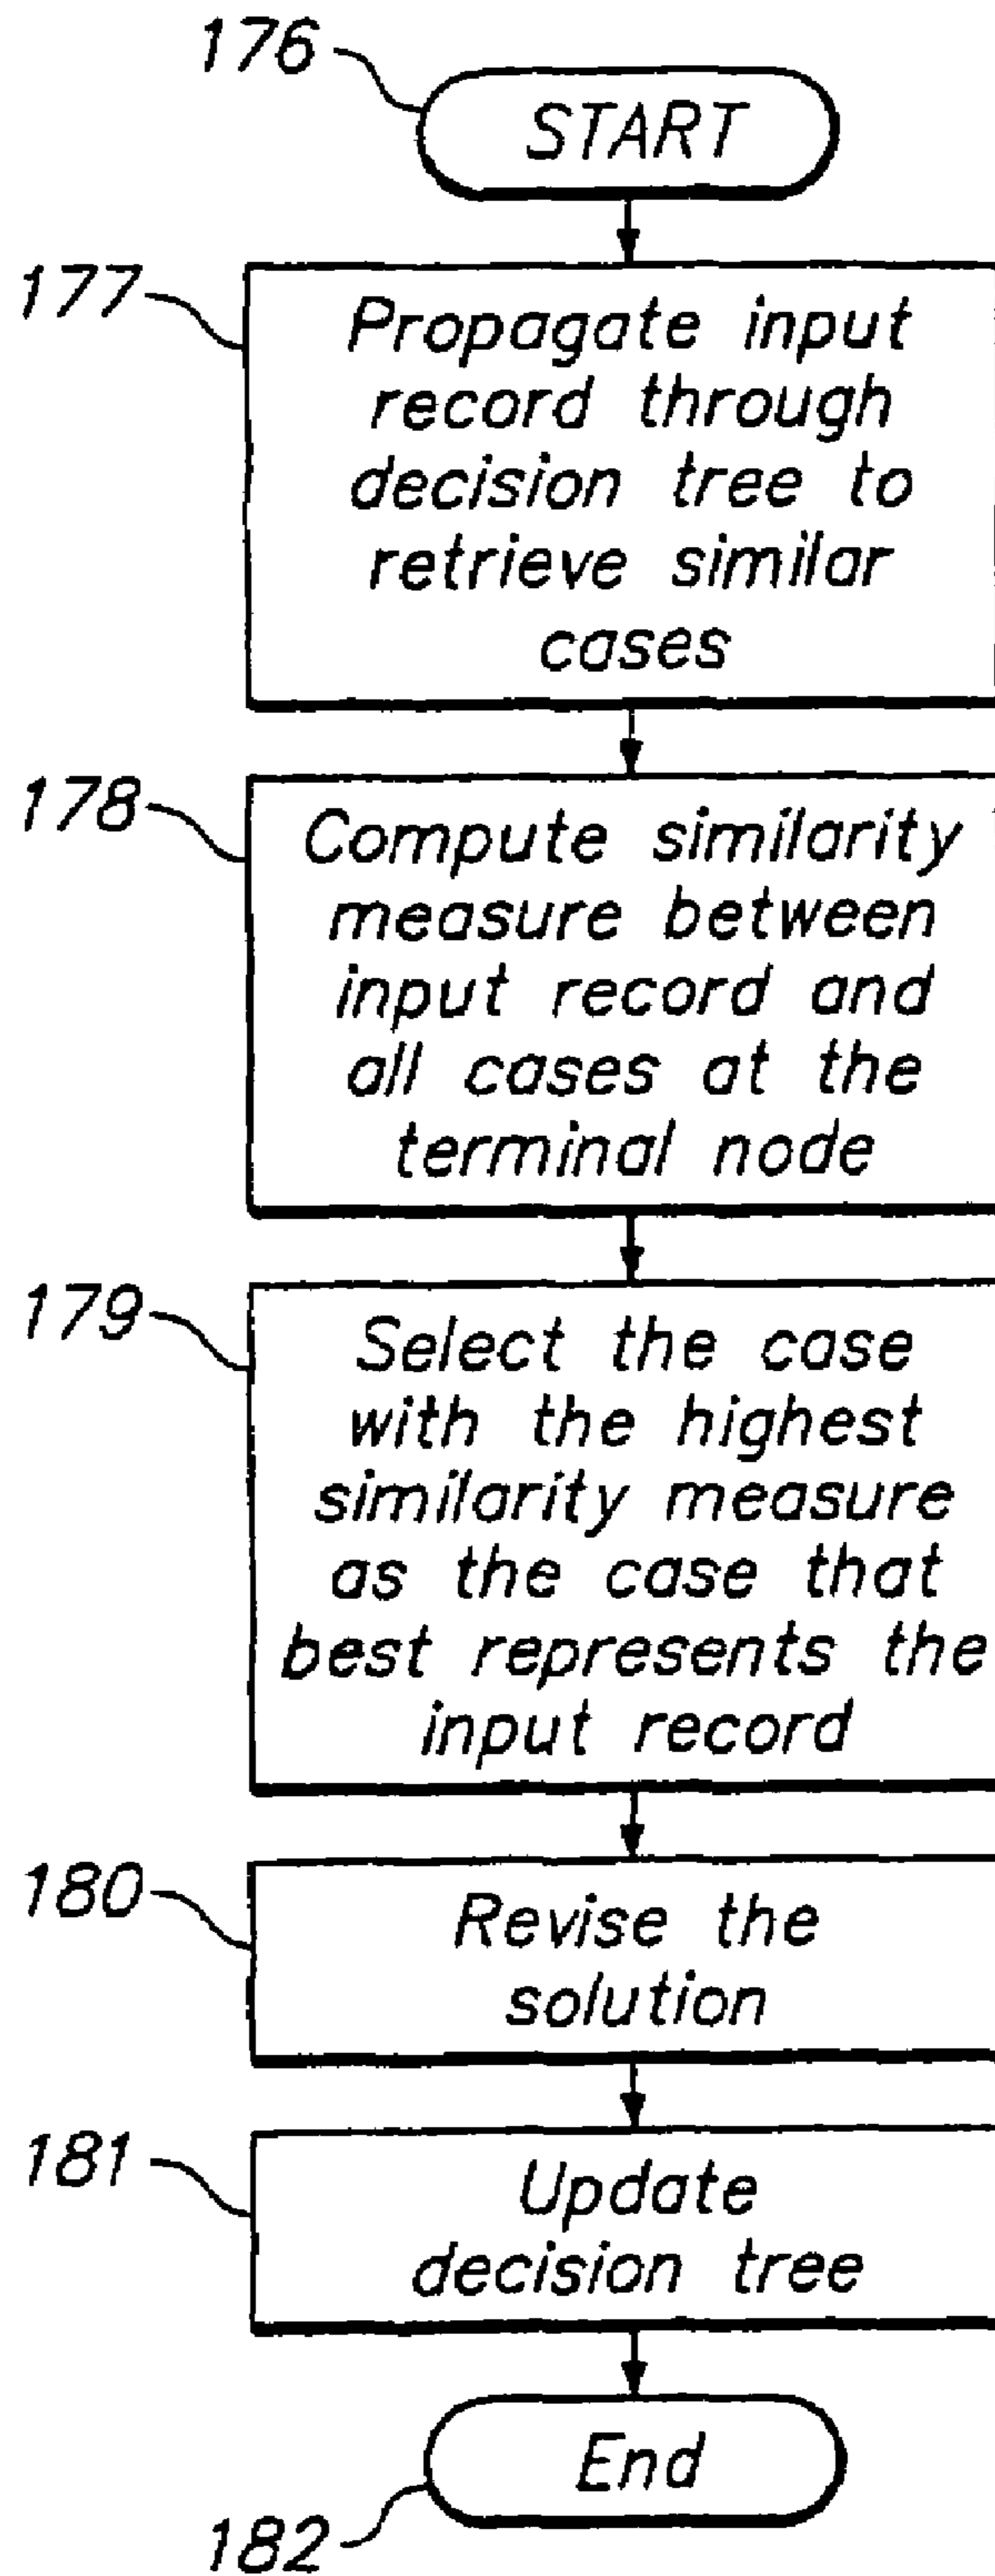 176
START
177
Propagate input
record through
decision tree to
retrieve similar
cases
178
Compute similarity
measure between
input record and
all cases at the
terminal node
179
Select the case
with the highest
similarity measure
as the case that
best represents the
input record
180
Revise the
solution
181
Update
decision tree
End
182